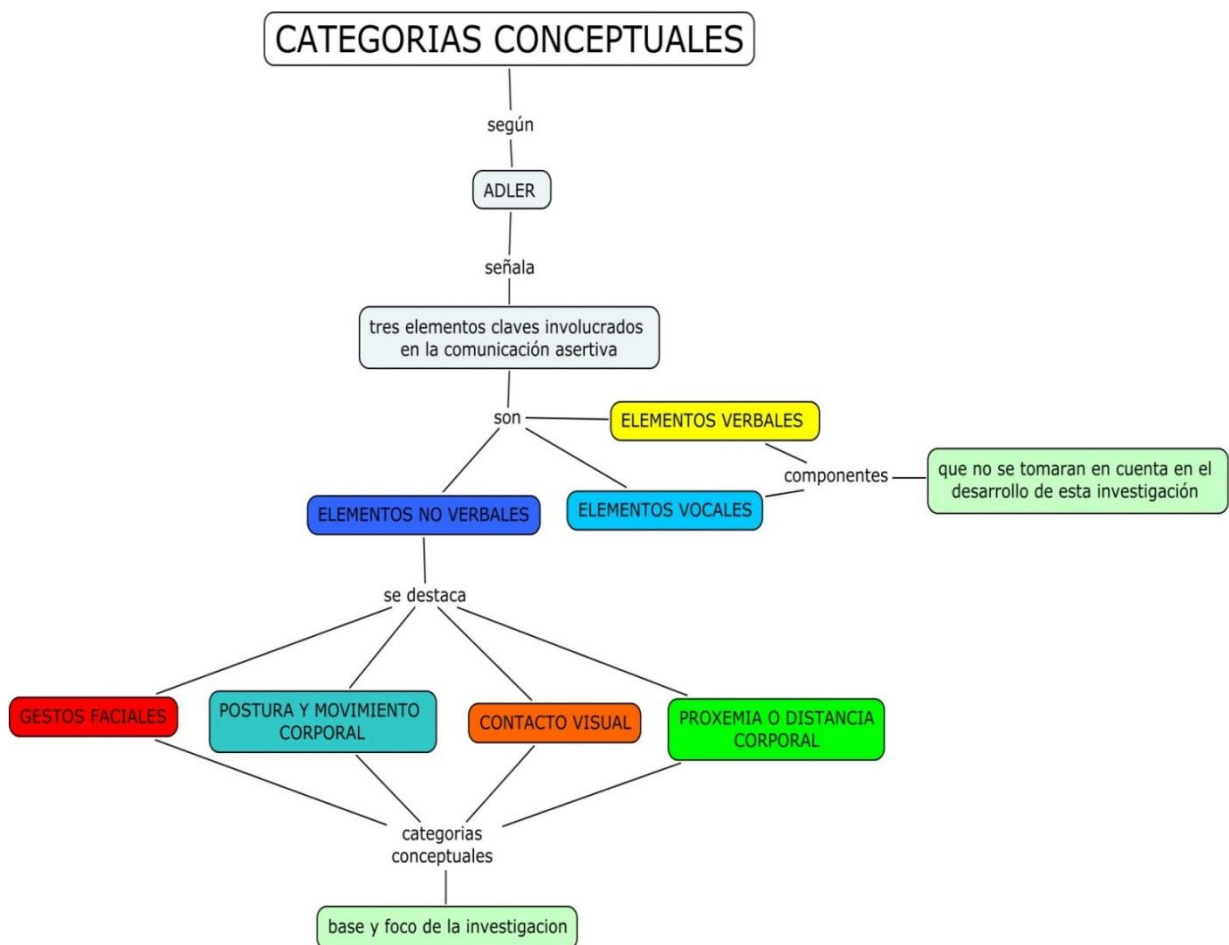 CATEGORIAS CONCEPTUALES
según
ADLER
señala
tres elementos claves involucrados
en la comunicación asertiva
son
ELEMENTOS VERBALES
componentes
que no se tomaran en cuenta en el
desarrollo de esta investigación
ELEMENTOS NO VERBALES
ELEMENTOS VOCALES
se destaca
GESTOS FACIALES
POSTURA Y MOVIMIENTO
CORPORAL
CONTACTO VISUAL
PROXEMIA O DISTANCIA
CORPORAL
categorias
conceptuales
base y foco de la investigacion